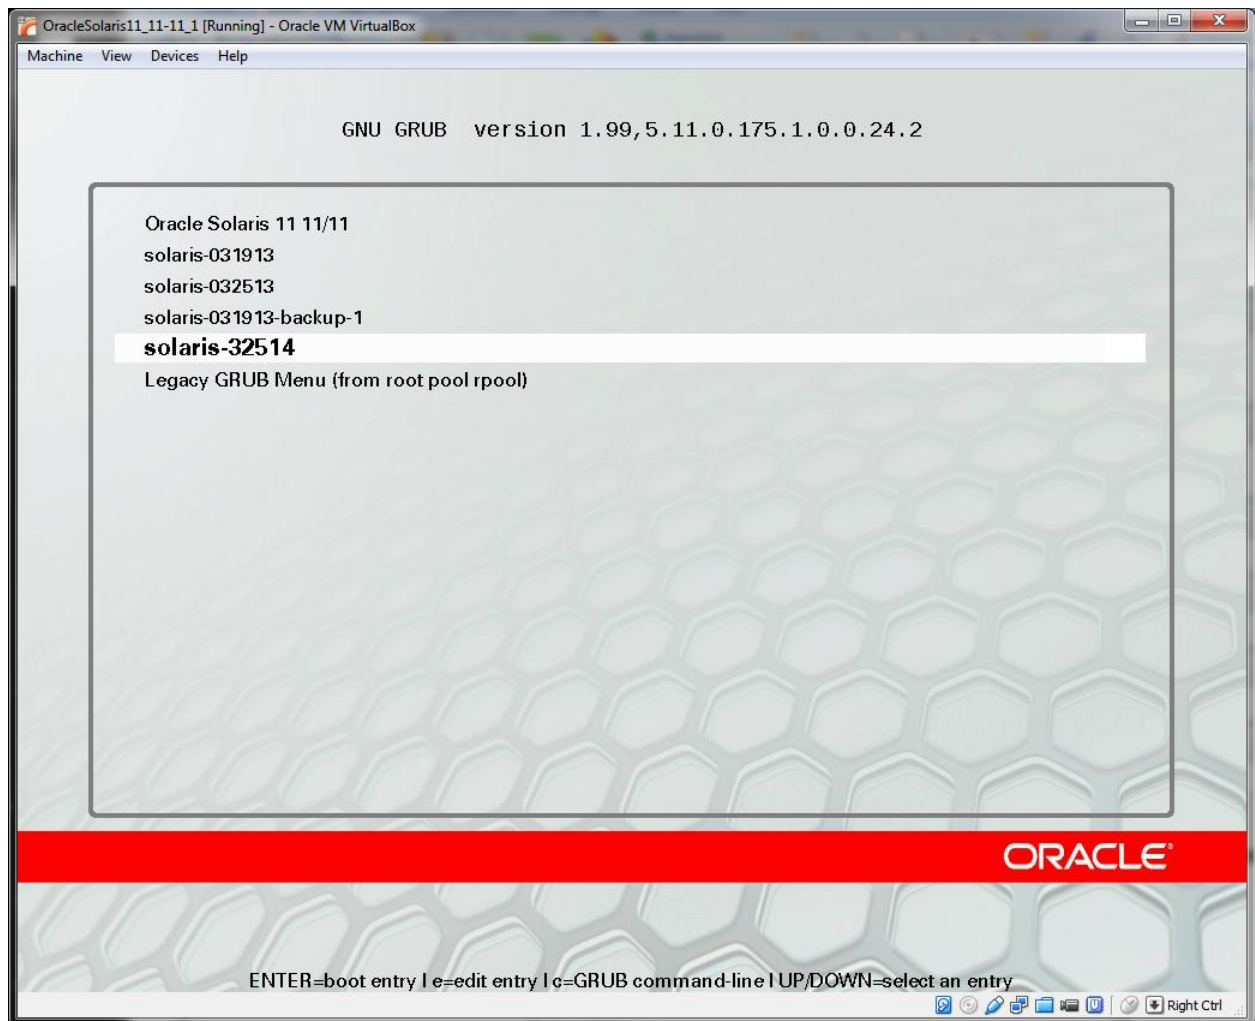 OracleSolaris11_11-11_1 [Running] - Oracle VM VirtualBox
Machine View Devices Help
GNU GRUB version 1.99,5.11.0.175.1.0.0.24.2
Oracle Solaris 11 11/11
solaris-031913
solaris-032513
solaris-031913-backup-1
solaris-32514
Legacy GRUB Menu (from root pool rpool)
ORACLE®
ENTER=boot entry | e=edit entry | c=GRUB command-line | UP/DOWN=select an entry
Right Ctrl